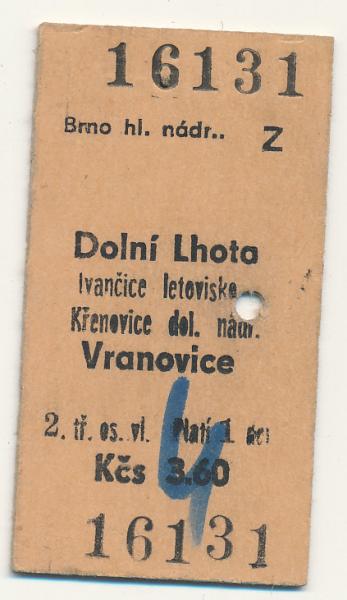 16131
Brno hl. nádr.. Z
Dolní Lhota
Ivančice letovisko
Křenovice dol. nádr.
Vranovice
2. tř. os. vl. Platí 1 den
Kčs 3.60
4
16131